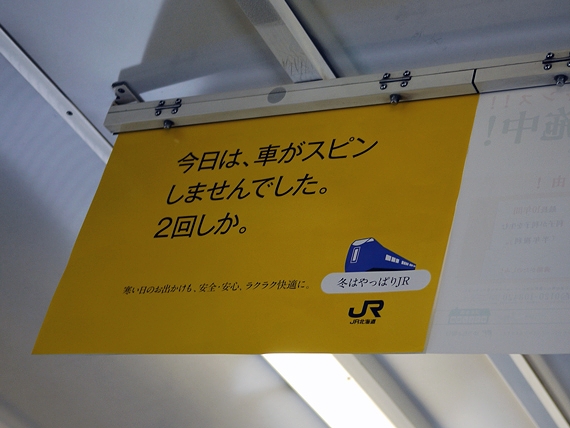 今日は、車がスピン
しませんでした。
2回しか。
寒い日のお出かけも、安全・安心、ラクラク快適に。
冬はやっぱりJR
JR
JR北海道
施中!